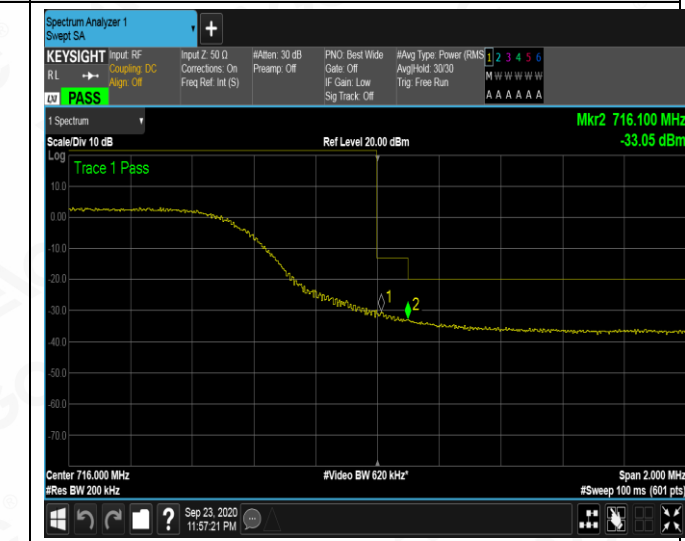 Spectrum Analyzer 1
Swept SA
+
KEYSIGHT
RL
PASS
Input: RF
Coupling: DC
Align: Off
Input Z: 50 Ω
Corrections: On
Freq Ref: Int (S)
#Atten: 30 dB
Preamp: Off
PNO: Best Wide
Gate: Off
IF Gain: Low
Sig Track: Off
#Avg Type: Power (RMS
Avg|Hold: 30/30
Trig: Free Run
1 2 3 4 5 6
M W W W W W
A A A A A A
1 Spectrum
Mkr2 716.100 MHz
Scale/Div 10 dB
Ref Level 20.00 dBm
-33.05 dBm
Log
Trace 1 Pass
10.0
0.00
-10.0
-20.0
-30.0
-40.0
-50.0
-60.0
-70.0
1
2
Center 716.000 MHz
#Video BW 620 kHz*
Span 2.000 MHz
#Res BW 200 kHz
#Sweep 100 ms (601 pts)
?
Sep 23, 2020
11:57:21 PM